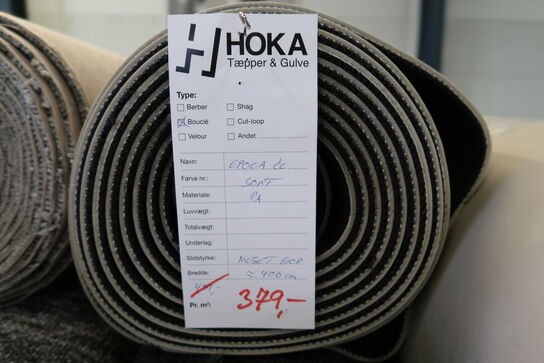 HOKA
Tæpper & Gulve
Type:
Berber Shag
Bouclé Cut-loop
Velour Andet
Navn: EPOCA
Farve nr.: SORT
Materiale: PA
Luvvægt:
Totalvægt:
Underlag:
Slidstyrke: MEGET GOD
Bredde: ≈ 400 cm
Pr. m²: 379,-